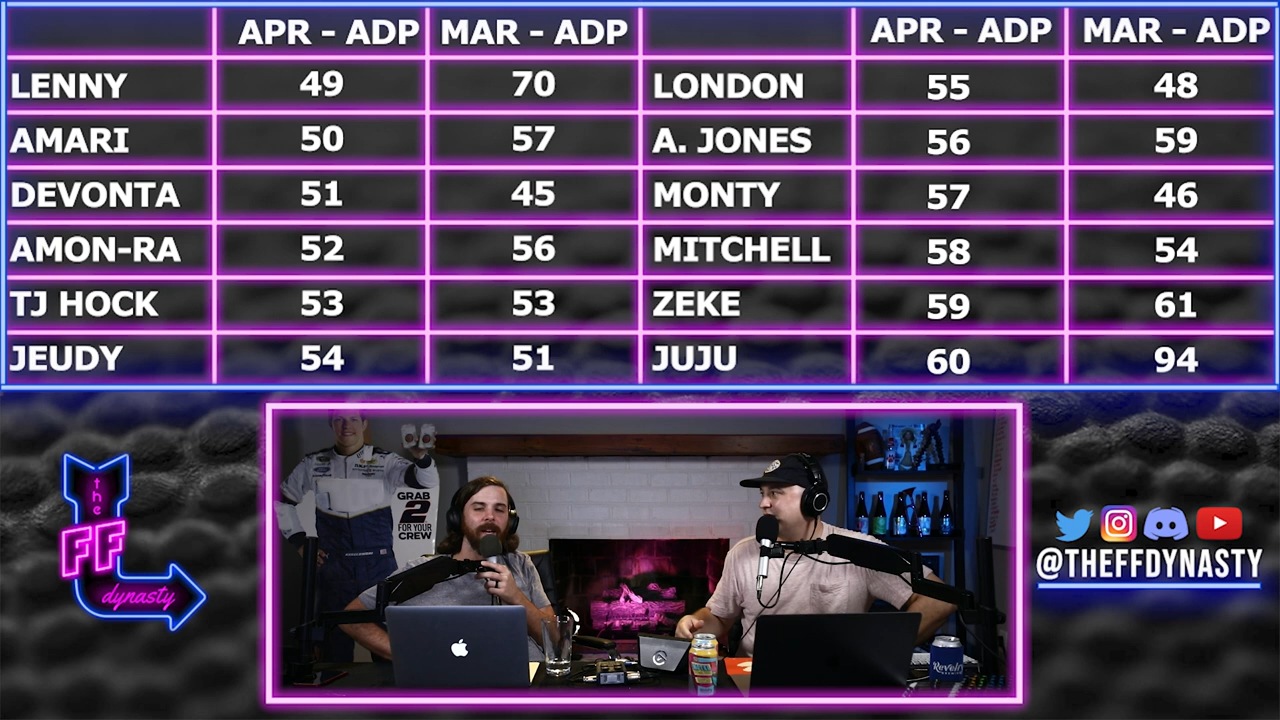 APR - ADP MAR - ADP APR - ADP MAR - ADP
LENNY 49 70 LONDON 55 48
AMARI 50 57 A. JONES 56 59
DEVONTA 51 45 MONTY 57 46
AMON-RA 52 56 MITCHELL 58 54
TJ HOCK 53 53 ZEKE 59 61
JEUDY 54 51 JUJU 60 94
the
FF
dynasty
GRAB
2
FOR YOUR
CREW
Revelry
@THEFFDYNASTY